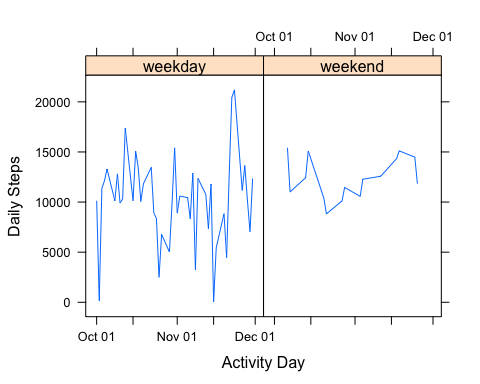 Oct 01 Nov 01 Dec 01
weekday weekend
20000
15000
10000
5000
0
Daily Steps
Oct 01 Nov 01 Dec 01
Activity Day